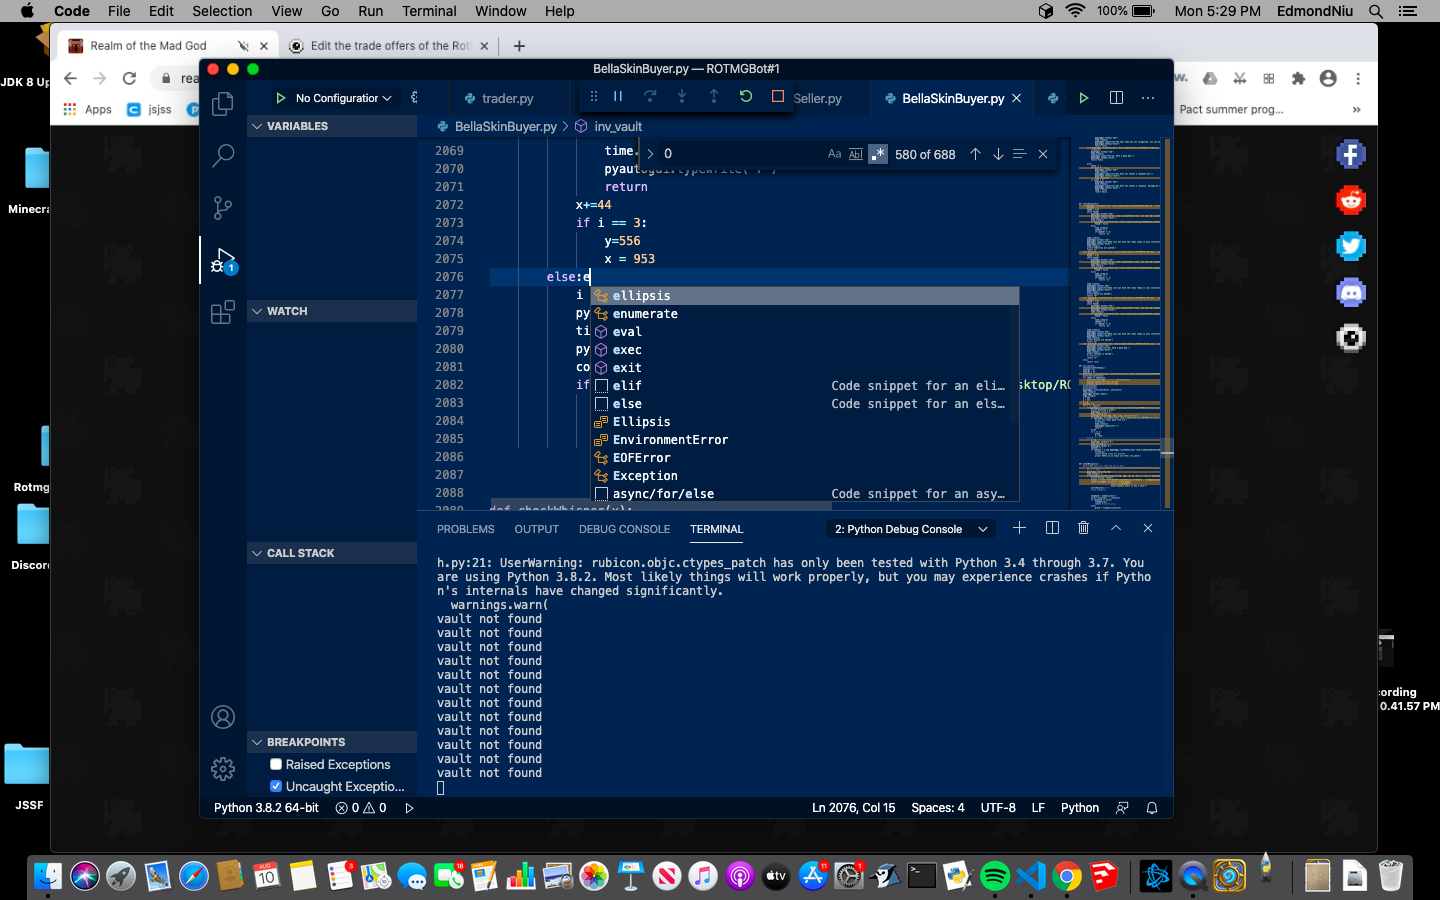 Code File Edit Selection View Go Run Terminal Window Help 100% Mon 5:29 PM EdmondNiu
Realm of the Mad God
Edit the trade offers of the Rot
JDK 8 Up
rea
Apps
jsjss
Pact summer prog...
BellaSkinBuyer.py — ROTMGBot#1
No Configuration
trader.py
Seller.py
BellaSkinBuyer.py
VARIABLES
BellaSkinBuyer.py > inv_vault
0
Aa
580 of 688
2069 time.
2070
2071 return
2072 x+=44
2073 if i == 3:
2074 y=556
2075 x = 953
2076 else:e
2077 i
2078 py
2079 ti
2080 py
2081 co
2082 if
sktop/RO
2083
2084
2085
2086
2087
2088
def checkWhisper(x):
ellipsis
enumerate
eval
exec
exit
elif Code snippet for an eli...
else Code snippet for an els...
Ellipsis
EnvironmentError
EOFError
Exception
async/for/else Code snippet for an asy...
1
WATCH
CALL STACK
BREAKPOINTS
Raised Exceptions
Uncaught Exceptio...
PROBLEMS OUTPUT DEBUG CONSOLE TERMINAL 2: Python Debug Console
h.py:21: UserWarning: rubicon.objc.ctypes_patch has only been tested with Python 3.4 through 3.7. You
are using Python 3.8.2. Most likely things will work properly, but you may experience crashes if Pytho
n's internals have changed significantly.
warnings.warn(
vault not found
vault not found
vault not found
vault not found
vault not found
vault not found
vault not found
vault not found
vault not found
vault not found
vault not found
vault not found
Python 3.8.2 64-bit 0 0 Ln 2076, Col 15 Spaces: 4 UTF-8 LF Python
Minecra
Rotmg
Discor
JSSF
cording
0.41.57 PM
AUG
10
3
18
11
1
tv